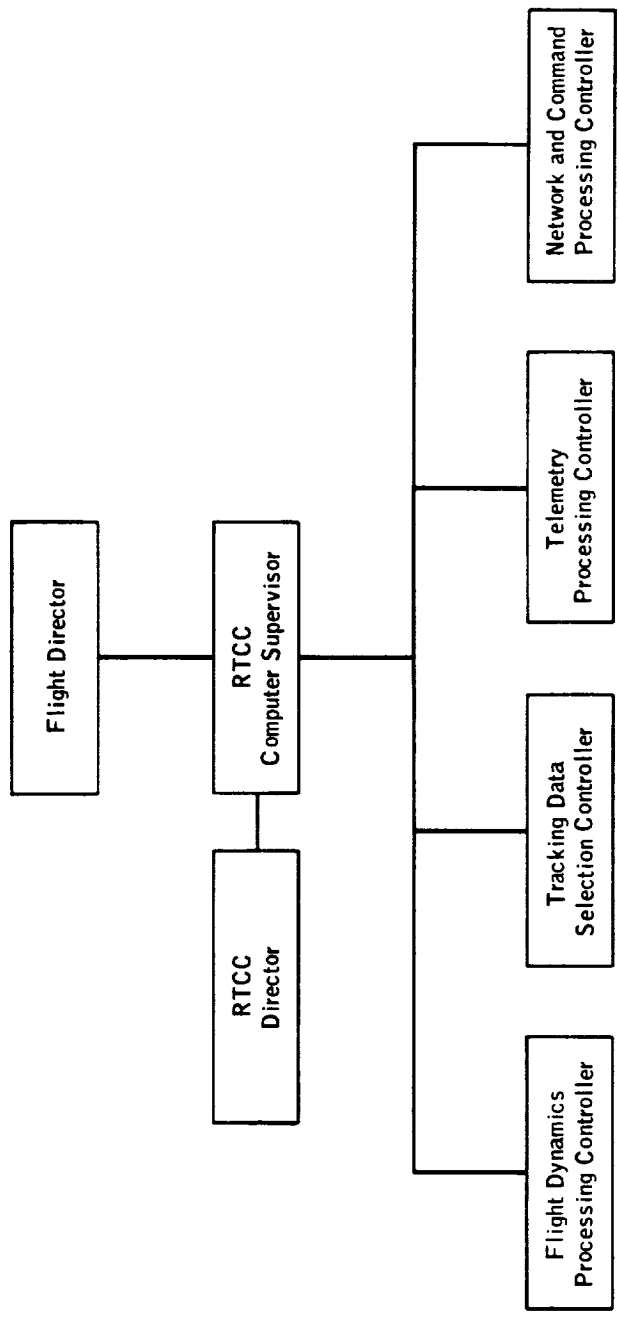 Flight Director
RTCC
Director
RTCC
Computer Supervisor
Flight Dynamics
Processing Controller
Tracking Data
Selection Controller
Telemetry
Processing Controller
Network and Command
Processing Controller